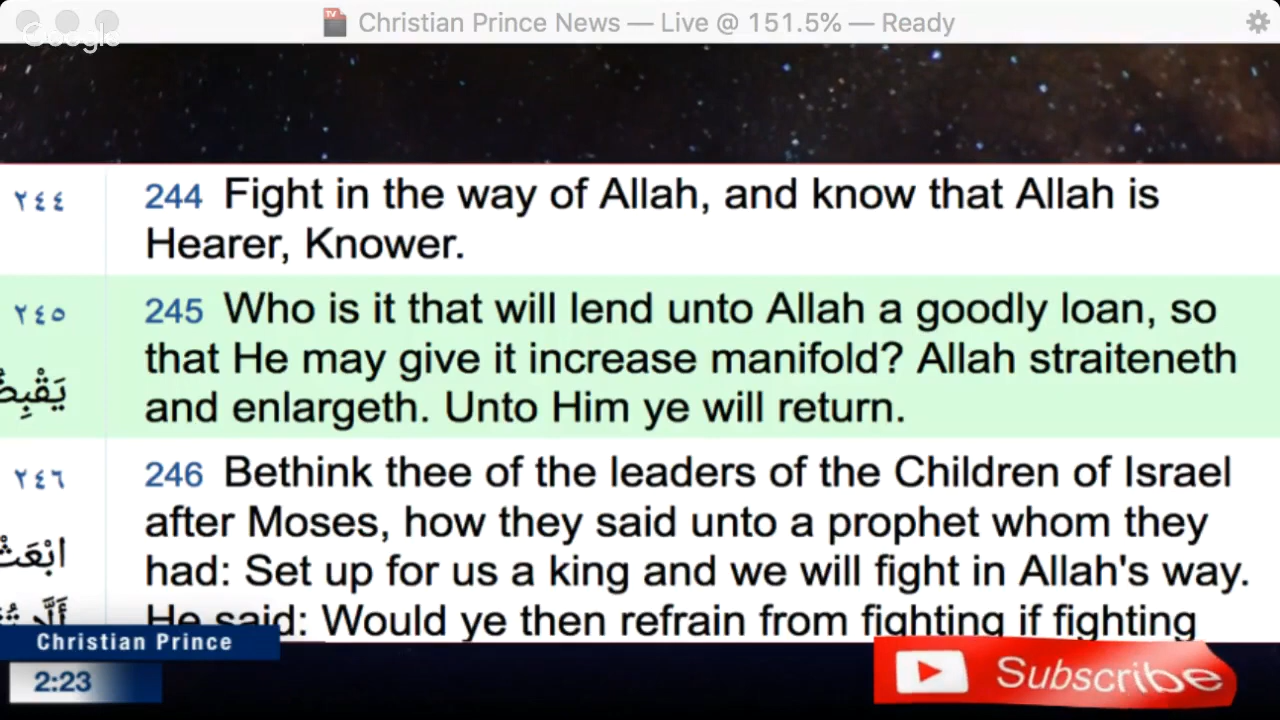 Christian Prince News — Live @ 151.5% — Ready
Google
٢٤٤
244 Fight in the way of Allah, and know that Allah is
Hearer, Knower.
٢٤٥
245 Who is it that will lend unto Allah a goodly loan, so
that He may give it increase manifold? Allah straiteneth
and enlargeth. Unto Him ye will return.
٢٤٦
246 Bethink thee of the leaders of the Children of Israel
after Moses, how they said unto a prophet whom they
had: Set up for us a king and we will fight in Allah's way.
He said: Would ye then refrain from fighting if fighting
Christian Prince
2:23
Subscribe